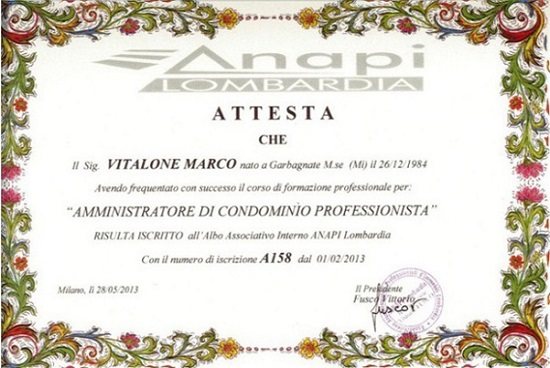 Anapi
LOMBARDIA
ATTESTA
CHE
Il Sig. VITALONE MARCO nato a Garbagnate M.se (Mi) il 26/12/1984
Avendo frequentato con successo il corso di formazione professionale per:
“AMMINISTRATORE DI CONDOMINIO PROFESSIONISTA”
RISULTA ISCRITTO all’Albo Associativo Interno ANAPI Lombardia
Con il numero di iscrizione A158 dal 01/02/2013
Milano, li 28/05/2013
Il Presidente
Fusco Vittorio